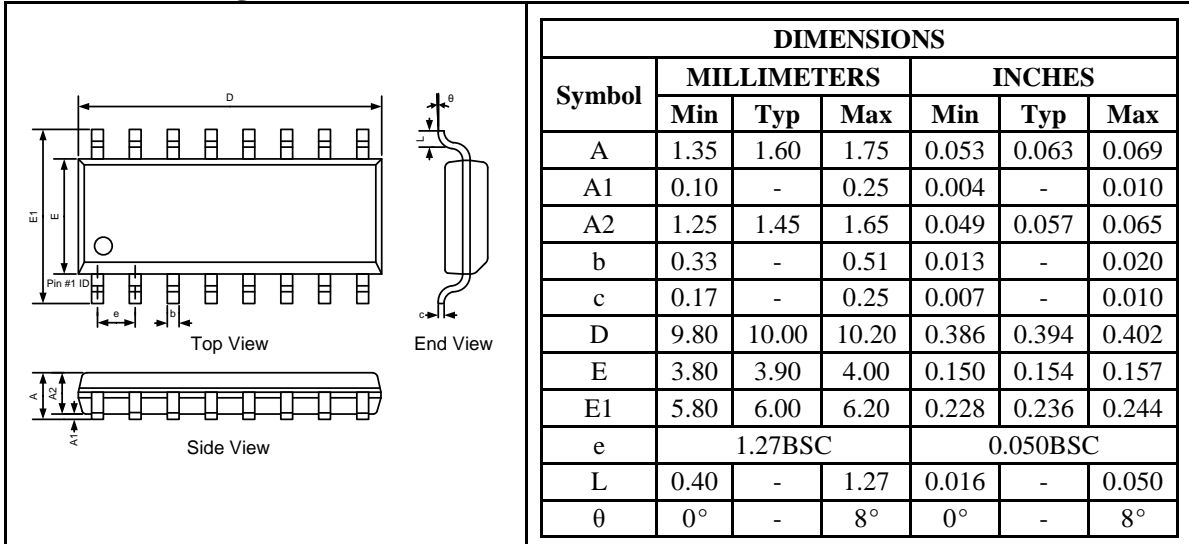 D
θ
L
E1
E
Pin #1 ID
e
b
c
Top View
End View
A
A2
A1
Side View
DIMENSIONS
Symbol MILLIMETERS INCHES
Min Typ Max Min Typ Max
A 1.35 1.60 1.75 0.053 0.063 0.069
A1 0.10 - 0.25 0.004 - 0.010
A2 1.25 1.45 1.65 0.049 0.057 0.065
b 0.33 - 0.51 0.013 - 0.020
c 0.17 - 0.25 0.007 - 0.010
D 9.80 10.00 10.20 0.386 0.394 0.402
E 3.80 3.90 4.00 0.150 0.154 0.157
E1 5.80 6.00 6.20 0.228 0.236 0.244
e 1.27BSC 0.050BSC
L 0.40 - 1.27 0.016 - 0.050
θ 0° - 8° 0° - 8°